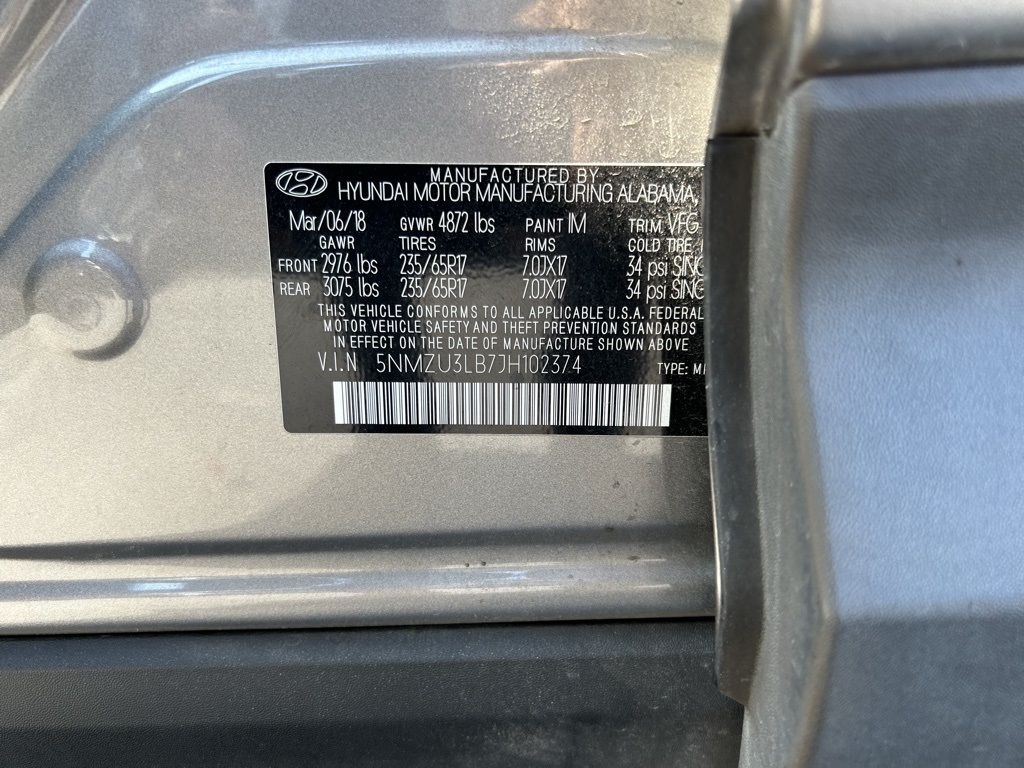 MANUFACTURED BY
HYUNDAI MOTOR MANUFACTURING ALABAMA,
Mar/06/18 GVWR 4872 lbs PAINT IM TRIM VFG
GAWR TIRES RIMS COLD TIRE
FRONT 2976 lbs 235/65R17 7.0JX17 34 psi
REAR 3075 lbs 235/65R17 7.0JX17 34 psi
THIS VEHICLE CONFORMS TO ALL APPLICABLE U.S.A. FEDERAL
MOTOR VEHICLE SAFETY AND THEFT PREVENTION STANDARDS
IN EFFECT ON THE DATE OF MANUFACTURE SHOWN ABOVE
V.I.N 5NMZU3LB7JH102374 TYPE: